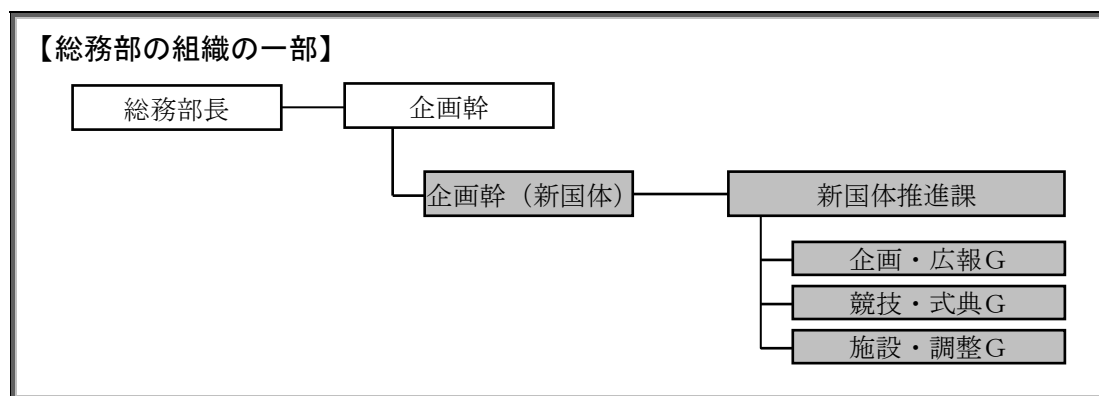 【総務部の組織の一部】
総務部長
企画幹
企画幹（新国体）
新国体推進課
企画・広報Ｇ
競技・式典Ｇ
施設・調整Ｇ